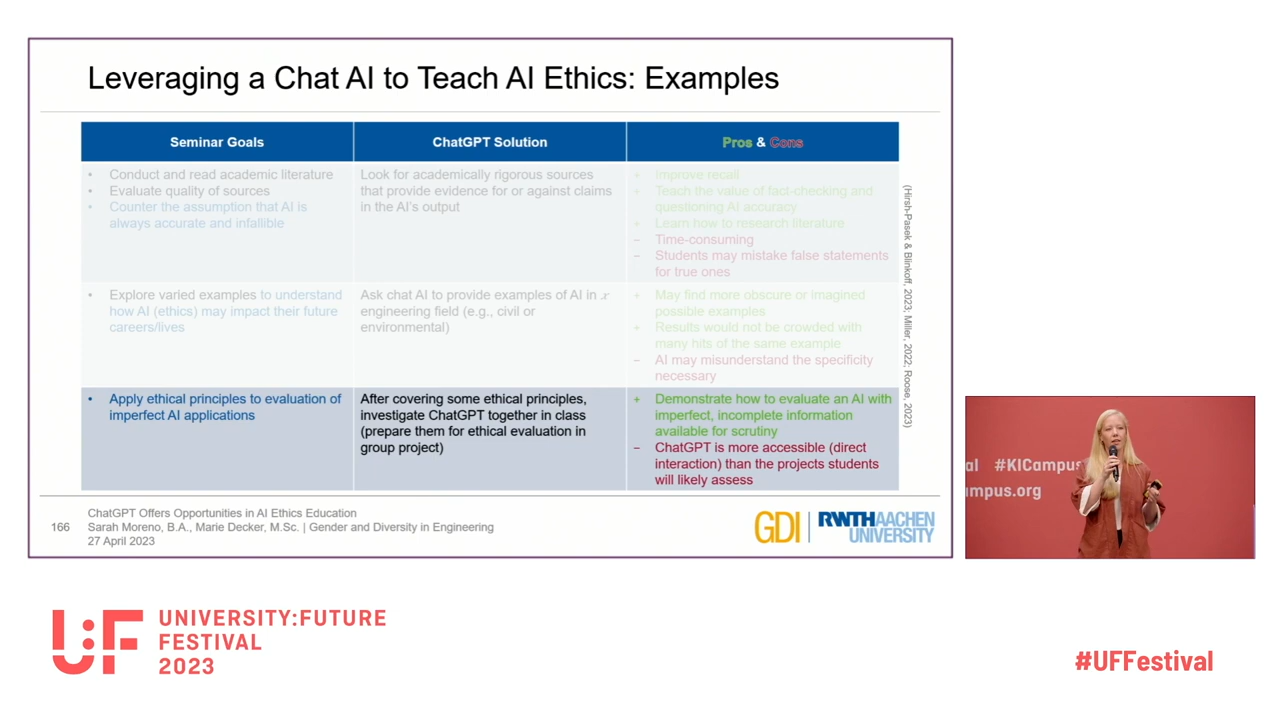 Leveraging a Chat AI to Teach AI Ethics: Examples
Seminar Goals
ChatGPT Solution
Pros & Cons
• Conduct and read academic literature
• Evaluate quality of sources
• Counter the assumption that AI is
always accurate and infallible
Look for academically rigorous sources
that provide evidence for or against claims
in the AI's output
+ Improve recall
+ Teach the value of fact-checking and
questioning AI accuracy
+ Learn how to research literature
− Time-consuming
− Students may mistake false statements
for true ones
• Explore varied examples to understand
how AI (ethics) may impact their future
careers/lives
Ask chat AI to provide examples of AI in x
engineering field (e.g., civil or
environmental)
+ May find more obscure or imagined
possible examples
+ Results would not be crowded with
many hits of the same example
− AI may misunderstand the specificity
necessary
• Apply ethical principles to evaluation of
imperfect AI applications
After covering some ethical principles,
investigate ChatGPT together in class
(prepare them for ethical evaluation in
group project)
+ Demonstrate how to evaluate an AI with
imperfect, incomplete information
available for scrutiny
− ChatGPT is more accessible (direct
interaction) than the projects students
will likely assess
(Hirsh-Pasek & Blinkoff, 2023; Miller, 2022; Roose, 2023)
166
ChatGPT Offers Opportunities in AI Ethics Education
Sarah Moreno, B.A., Marie Decker, M.Sc. | Gender and Diversity in Engineering
27 April 2023
GDI
RWTHAACHEN
UNIVERSITY
al #KICampus
mpus.org
U:F
UNIVERSITY:FUTURE
FESTIVAL
2023
#UFFestival